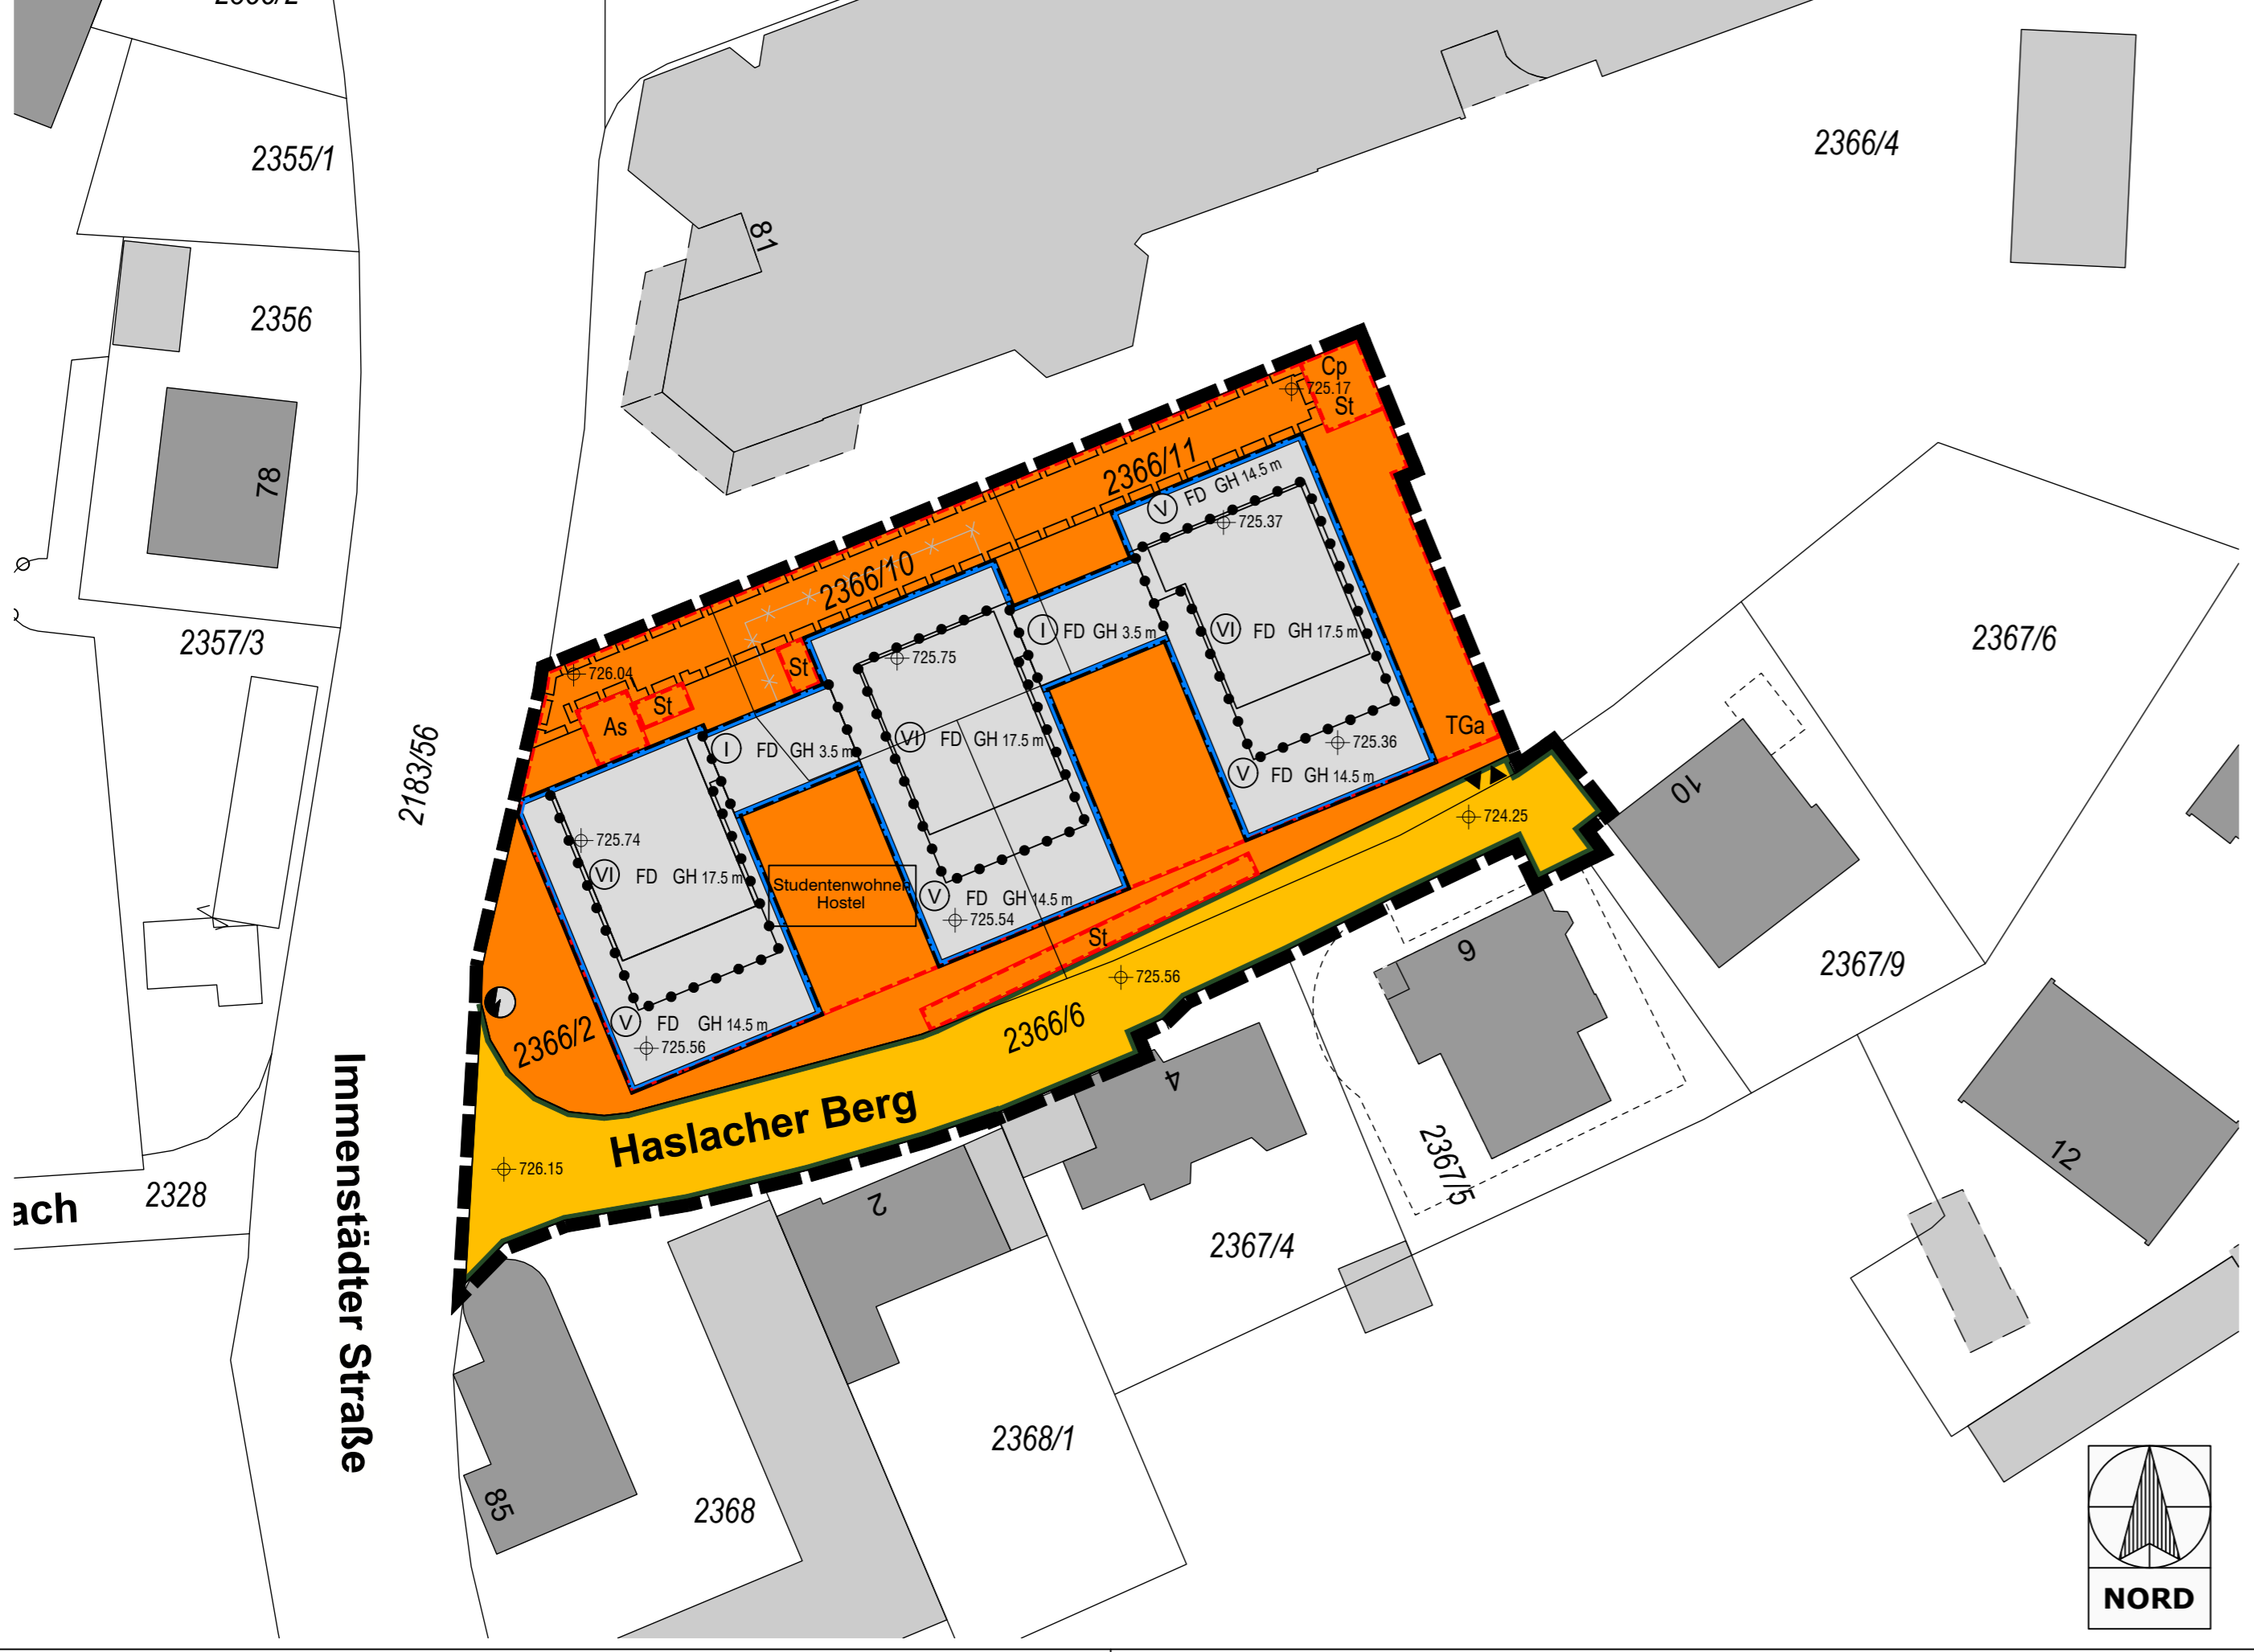 2355/1
2366/4
81
2356
78
2357/3
2183/56
Cp
725.17
St
2366/11
V FD GH 14.5 m
725.37
2366/10
I FD GH 3.5 m
VI FD GH 17.5 m
2367/6
726.04
St
725.75
St
As
I FD GH 3.5 m
VI FD GH 17.5 m
TGa
725.36
V FD GH 14.5 m
10
724.25
725.74
VI FD GH 17.5 m
Studentenwohnen
Hostel
V FD GH 14.5 m
725.54
St
6
2367/9
725.56
2366/2
V FD GH 14.5 m
725.56
2366/6
4
Haslacher Berg
Immenstädter Straße
726.15
2367/5
12
ach
2328
2
2367/4
2368/1
85
2368
NORD